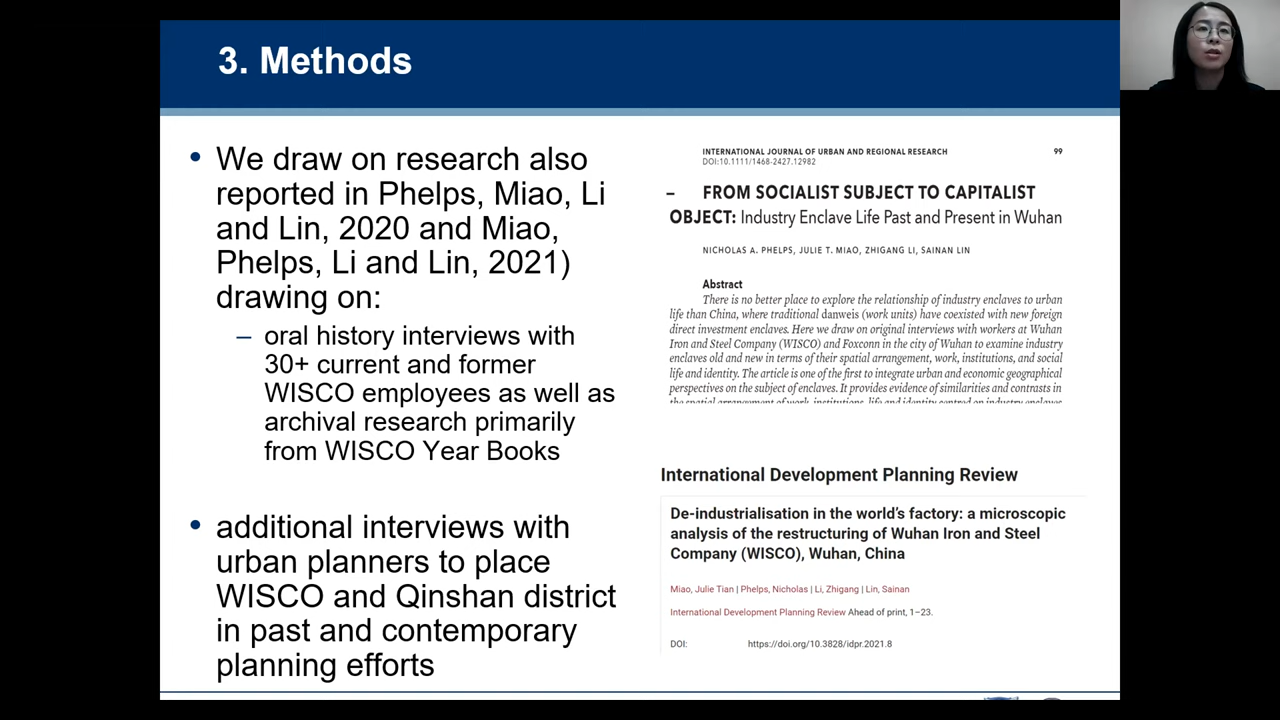 3. Methods
• We draw on research also
reported in Phelps, Miao, Li
and Lin, 2020 and Miao,
Phelps, Li and Lin, 2021)
drawing on:
– oral history interviews with
30+ current and former
WISCO employees as well as
archival research primarily
from WISCO Year Books
• additional interviews with
urban planners to place
WISCO and Qinshan district
in past and contemporary
planning efforts
INTERNATIONAL JOURNAL OF URBAN AND REGIONAL RESEARCH 99
DOI:10.1111/1468-2427.12982
– FROM SOCIALIST SUBJECT TO CAPITALIST
OBJECT: Industry Enclave Life Past and Present in Wuhan
NICHOLAS A. PHELPS, JULIE T. MIAO, ZHIGANG LI, SAINAN LIN
Abstract
There is no better place to explore the relationship of industry enclaves to urban
life than China, where traditional danweis (work units) have coexisted with new foreign
direct investment enclaves. Here we draw on original interviews with workers at Wuhan
Iron and Steel Company (WISCO) and Foxconn in the city of Wuhan to examine industry
enclaves old and new in terms of their spatial arrangement, work, institutions, and social
life and identity. The article is one of the first to integrate urban and economic geographical
perspectives on the subject of enclaves. It provides evidence of similarities and contrasts in
the spatial arrangement of work, institutions, life and identity centred on industry enclaves
International Development Planning Review
De-industrialisation in the world's factory: a microscopic
analysis of the restructuring of Wuhan Iron and Steel
Company (WISCO), Wuhan, China
Miao, Julie Tian | Phelps, Nicholas | Li, Zhigang | Lin, Sainan
International Development Planning Review Ahead of print, 1–23.
DOI: https://doi.org/10.3828/idpr.2021.8